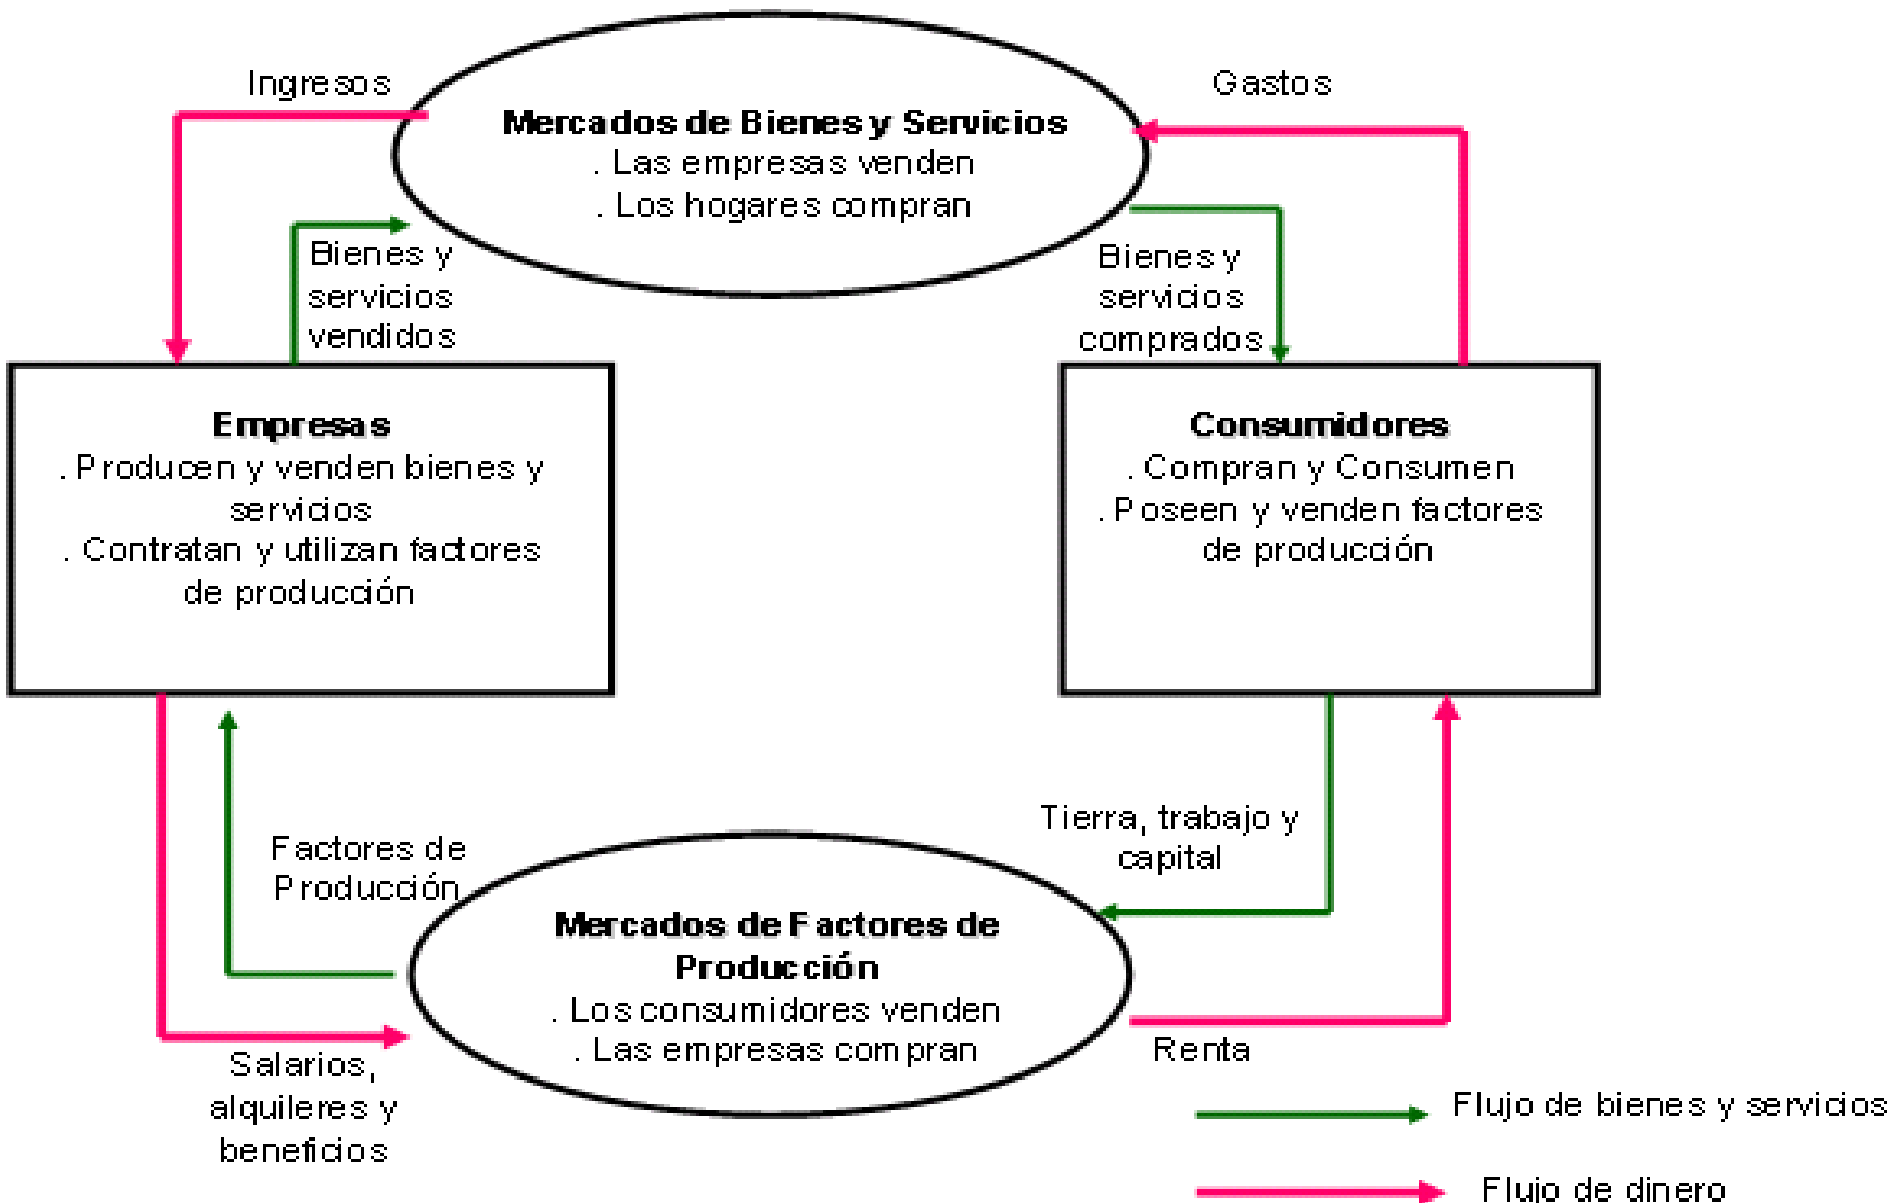 Ingresos
Gastos
Mercados de Bienes y Servicios
. Las empresas venden
. Los hogares compran
Bienes y
servicios
vendidos
Bienes y
servicios
comprados
Empresas
. Producen y venden bienes y
servicios
. Contratan y utilizan factores
de producción
Consumidores
. Compran y Consumen
. Poseen y venden factores
de producción
Factores de
Producción
Tierra, trabajo y
capital
Mercados de Factores de
Producción
. Los consumidores venden
. Las empresas compran
Salarios,
alquileres y
beneficios
Renta
Flujo de bienes y servicios
Flujo de dinero